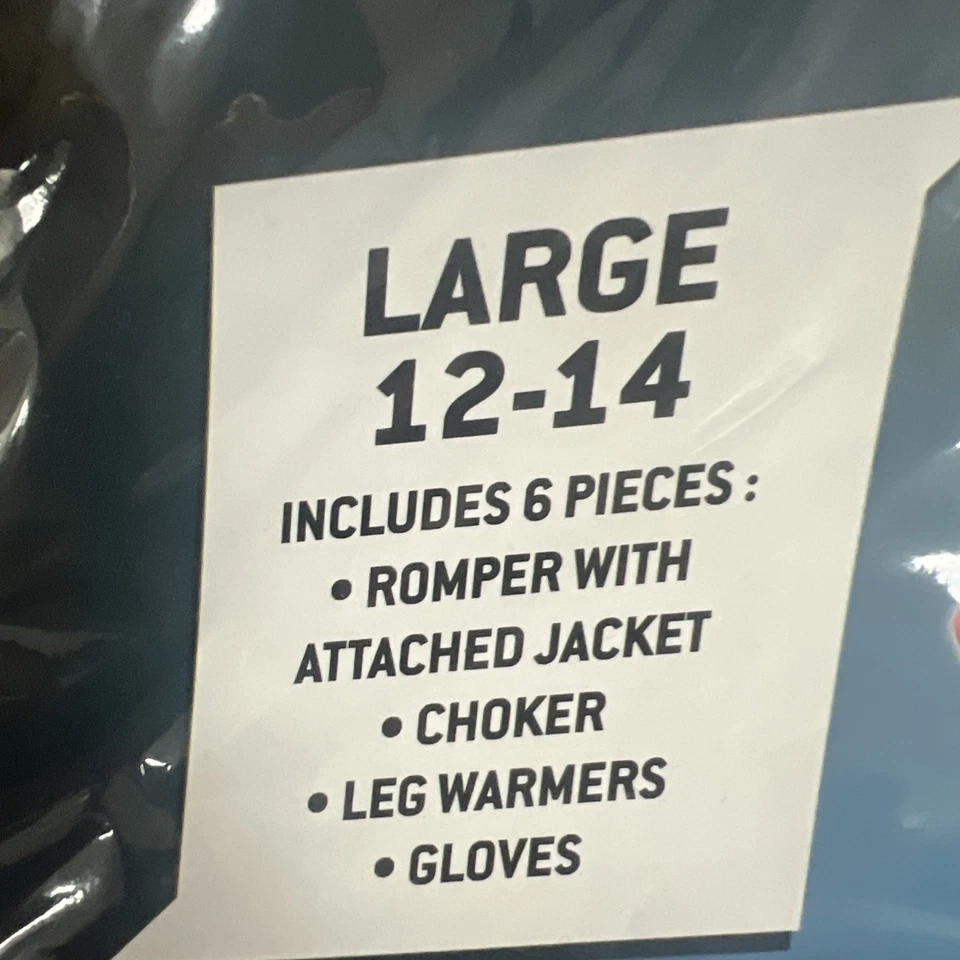 LARGE
12-14
INCLUDES 6 PIECES :
• ROMPER WITH
ATTACHED JACKET
• CHOKER
• LEG WARMERS
• GLOVES